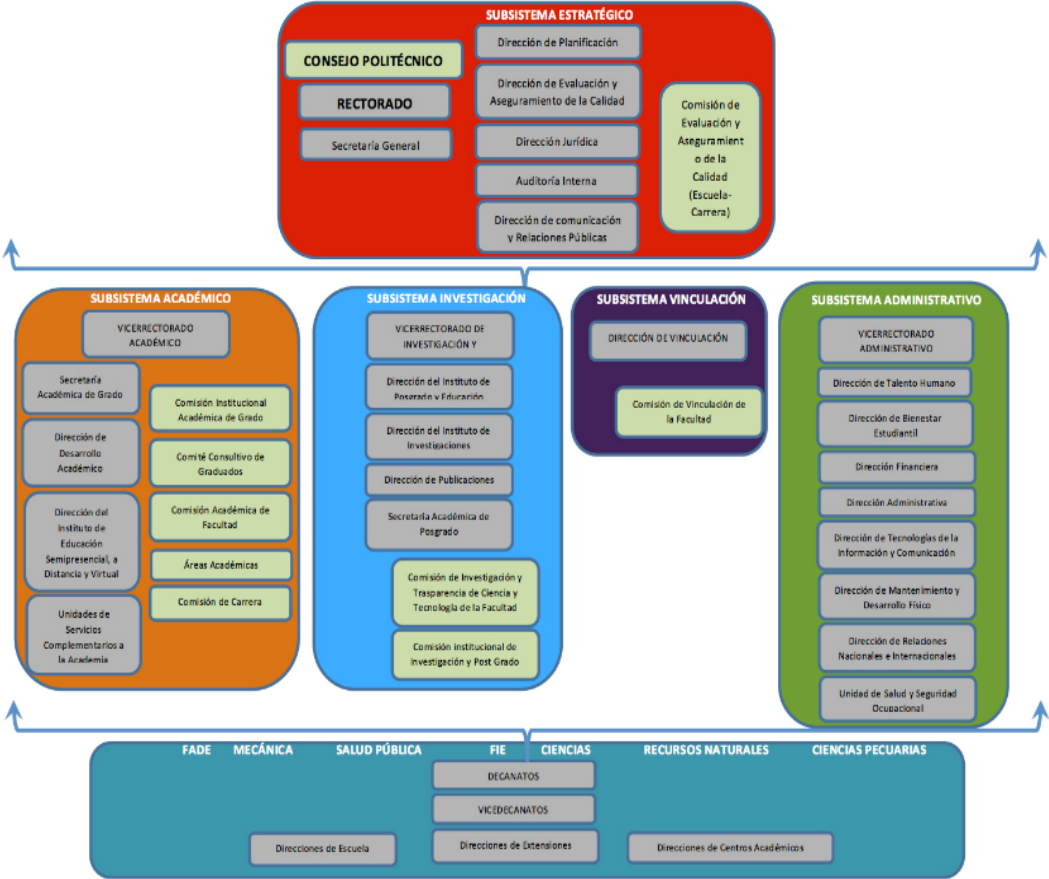 SUBSISTEMA ESTRATÉGICO
CONSEJO POLITÉCNICO
RECTORADO
Secretaría General
Dirección de Planificación
Dirección de Evaluación y
Aseguramiento de la Calidad
Dirección Jurídica
Auditoría Interna
Dirección de comunicación
y Relaciones Públicas
Comisión de
Evaluación y
Aseguramient
o de la
Calidad
(Escuela-
Carrera)
SUBSISTEMA ACADÉMICO
VICERRECTORADO
ACADÉMICO
Secretaría
Académica de Grado
Dirección de
Desarrollo
Académico
Dirección del
Instituto de
Educación
Semipresencial, a
Distancia y Virtual
Unidades de
Servicios
Complementarios a
la Academia
Comisión Institucional
Académica de Grado
Comité Consultivo de
Graduados
Comisión Académica de
Facultad
Áreas Académicas
Comisión de Carrera
SUBSISTEMA INVESTIGACIÓN
VICERRECTORADO DE
INVESTIGACIÓN Y
Dirección del Instituto de
Posgrado y Educación
Dirección del Instituto de
Investigaciones
Dirección de Publicaciones
Secretaría Académica de
Posgrado
Comisión de Investigación y
Trasparencia de Ciencia y
Tecnología de la Facultad
Comisión institucional de
Investigación y Post Grado
SUBSISTEMA VINCULACIÓN
DIRECCIÓN DE VINCULACIÓN
Comisión de Vinculación de
la Facultad
SUBSISTEMA ADMINISTRATIVO
VICERRECTORADO
ADMINISTRATIVO
Dirección de Talento Humano
Dirección de Bienestar
Estudiantil
Dirección Financiera
Dirección Administrativa
Dirección de Tecnologías de la
Información y Comunicación
Dirección de Mantenimiento y
Desarrollo Físico
Dirección de Relaciones
Nacionales e Internacionales
Unidad de Salud y Seguridad
Ocupacional
FADE MECÁNICA SALUD PÚBLICA FIE CIENCIAS RECURSOS NATURALES CIENCIAS PECUARIAS
DECANATOS
VICEDECANATOS
Direcciones de Escuela
Direcciones de Extensiones
Direcciones de Centros Académicos